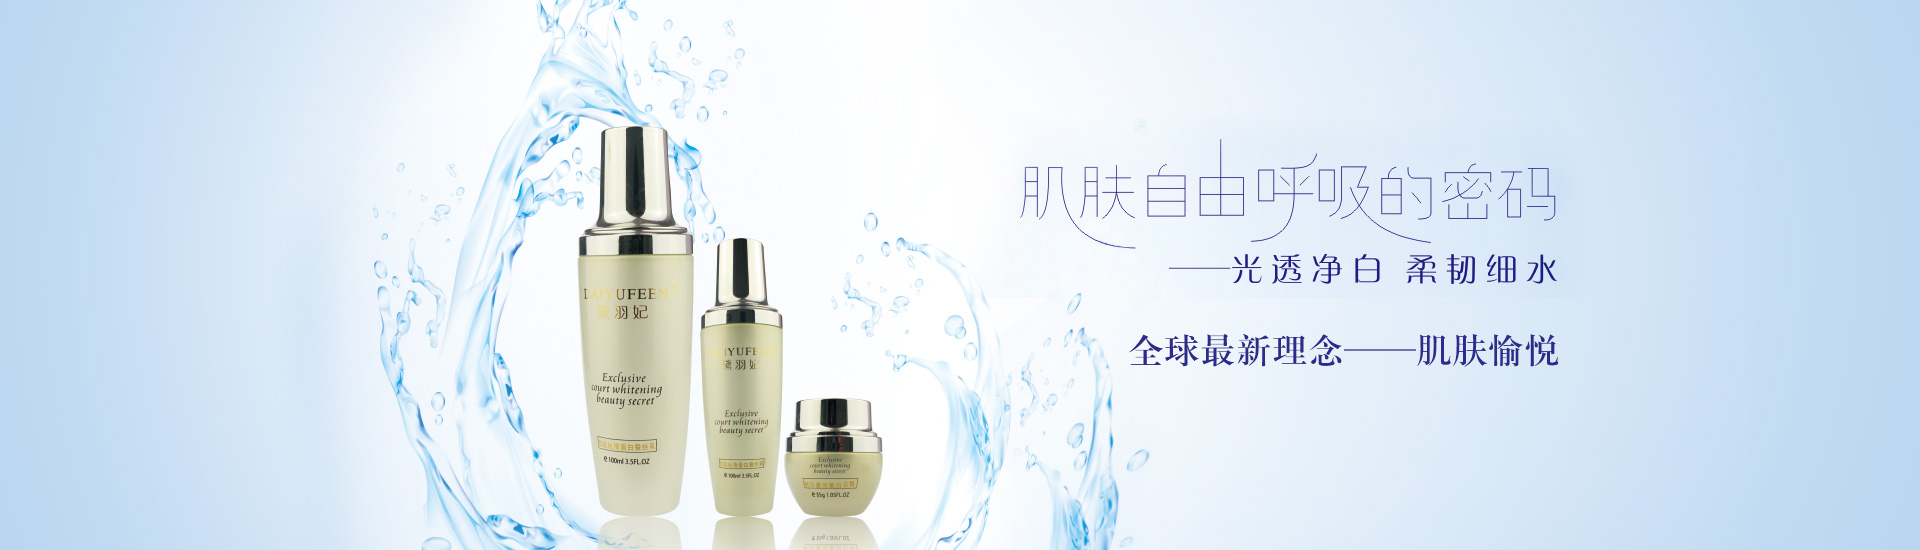 肌肤自由呼吸的密码
——光透净白 柔韧细水
全球最新理念——肌肤愉悦
DAIYUFEEN
黛羽妃
Exclusive
court whitening
beauty secret
e 100ml 3.5FL.OZ
黛羽妃
Exclusive
court whitening
beauty secret
e 100ml 3.5FL.OZ
Exclusive
court whitening
beauty secret
e 35g 1.05FL.OZ